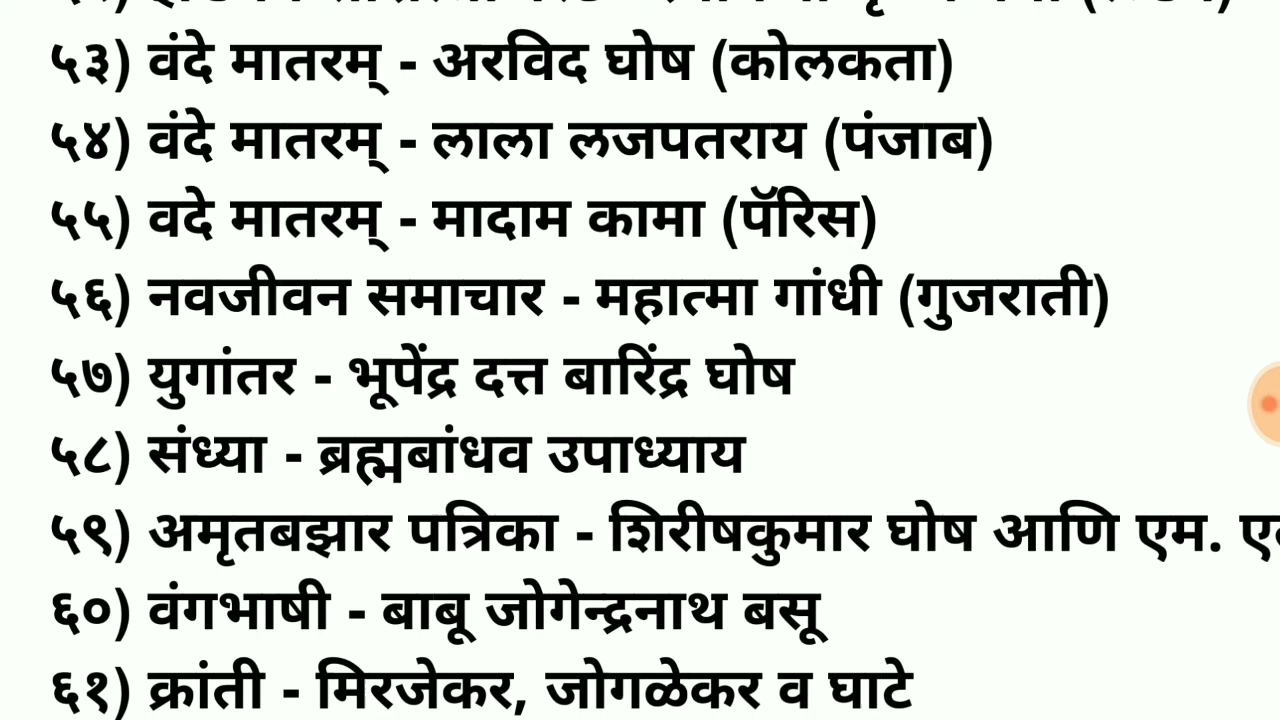 ५३) वंदे मातरम् - अरविद घोष (कोलकता)
५४) वंदे मातरम् - लाला लजपतराय (पंजाब)
५५) वदे मातरम् - मादाम कामा (पॅरिस)
५६) नवजीवन समाचार - महात्मा गांधी (गुजराती)
५७) युगांतर - भूपेंद्र दत्त बारिंद्र घोष
५८) संध्या - ब्रह्मबांधव उपाध्याय
५९) अमृतबझार पत्रिका - शिरीषकुमार घोष आणि एम.
६०) वंगभाषी - बाबू जोगेन्द्रनाथ बसू
६१) क्रांती - मिरजेकर, जोगळेकर व घाटे